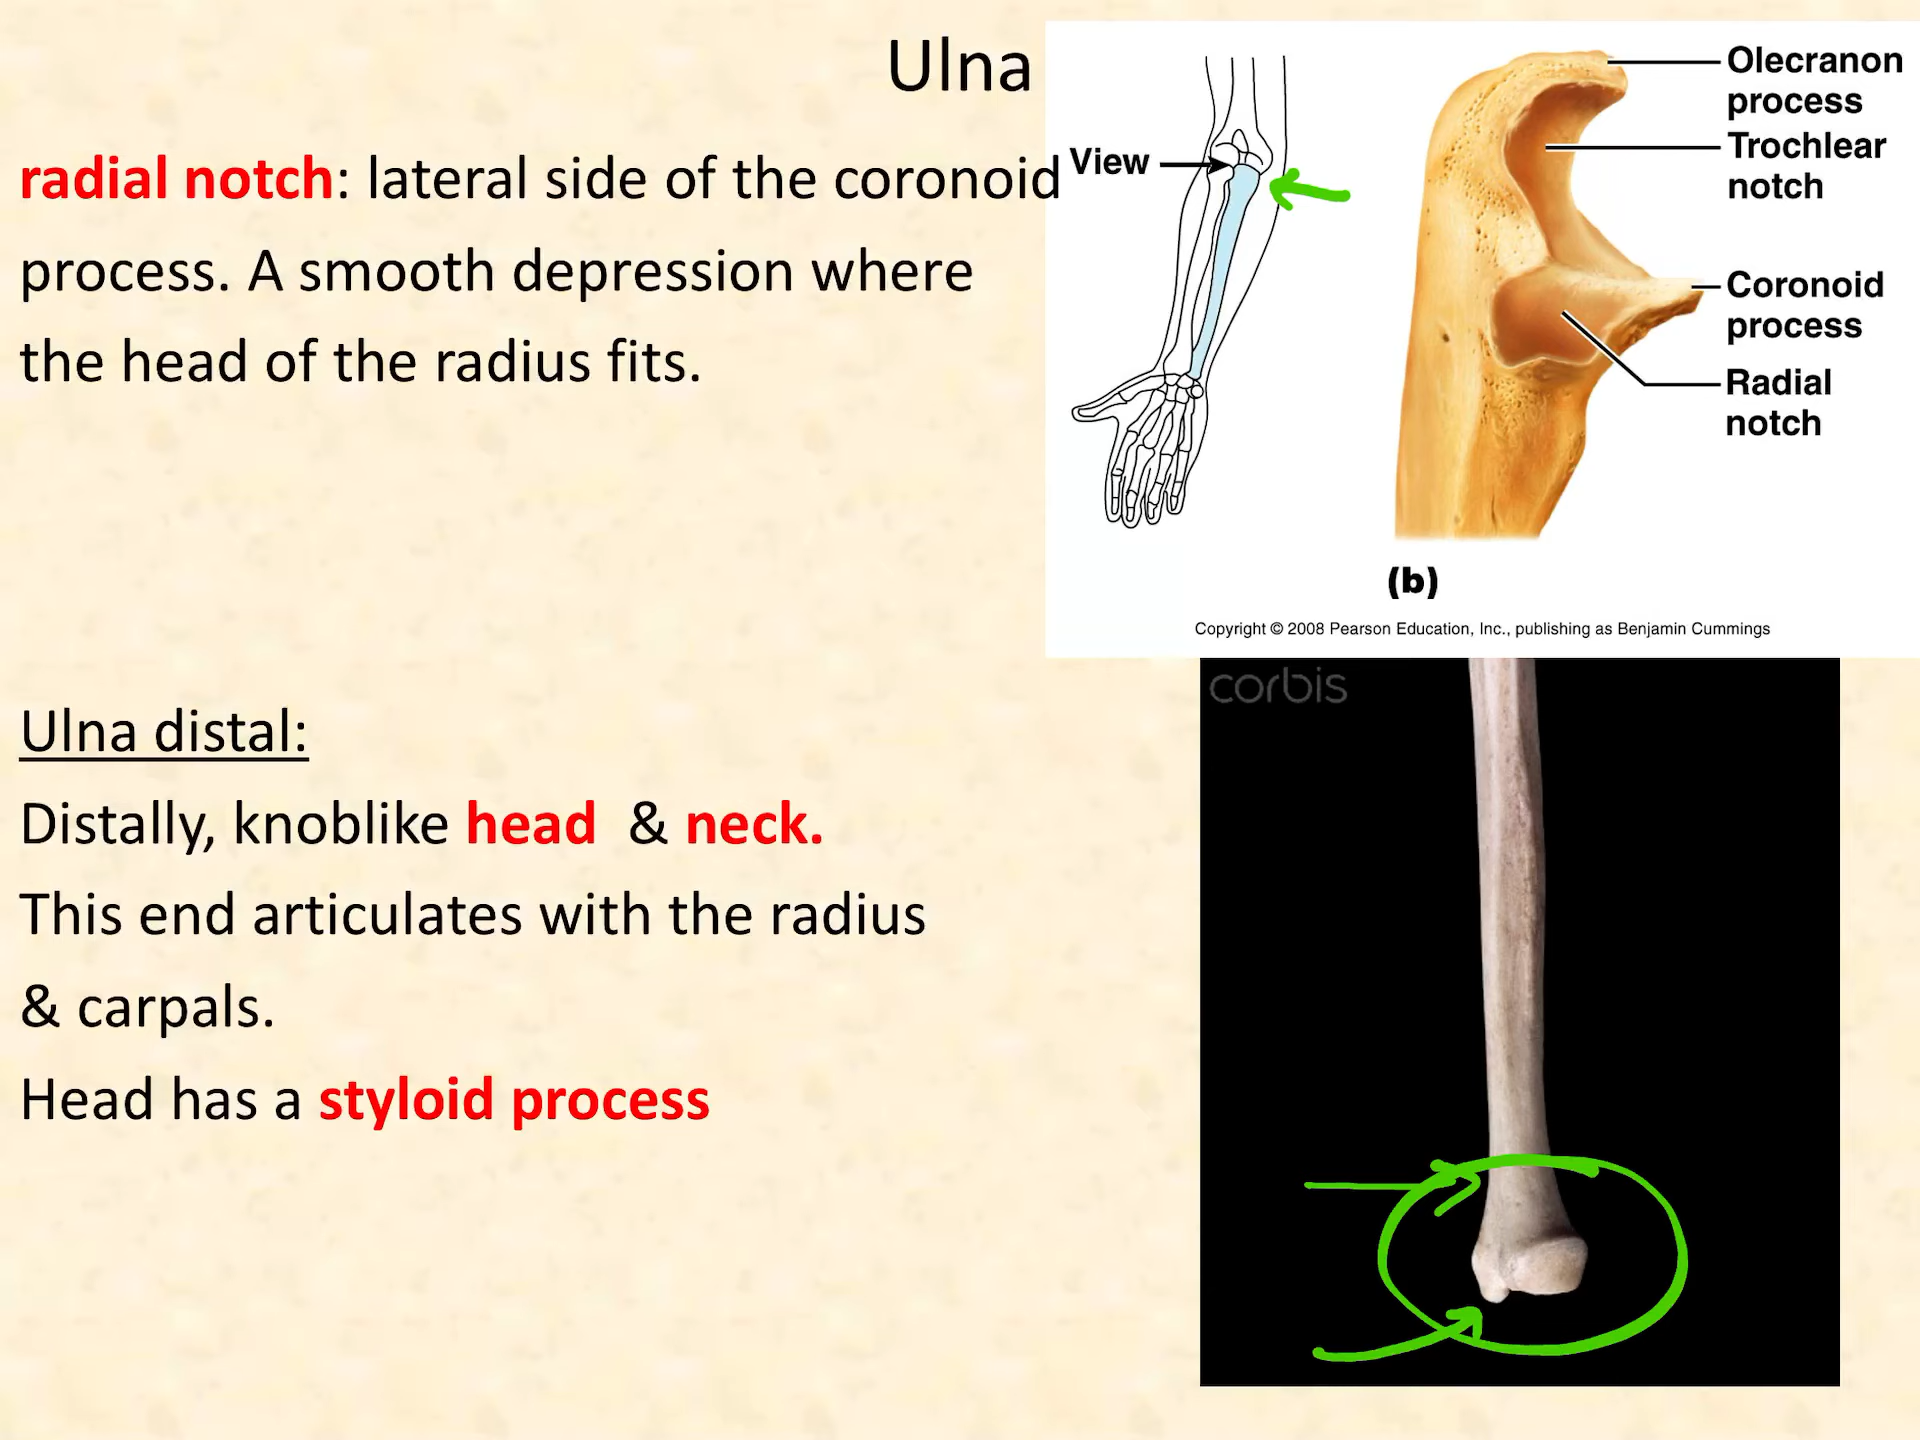 Ulna
radial notch: lateral side of the coronoid
process. A smooth depression where
the head of the radius fits.
View
Olecranon
process
Trochlear
notch
Coronoid
process
Radial
notch
(b)
Copyright © 2008 Pearson Education, Inc., publishing as Benjamin Cummings
corbis
Ulna distal:
Distally, knoblike head & neck.
This end articulates with the radius
& carpals.
Head has a styloid process